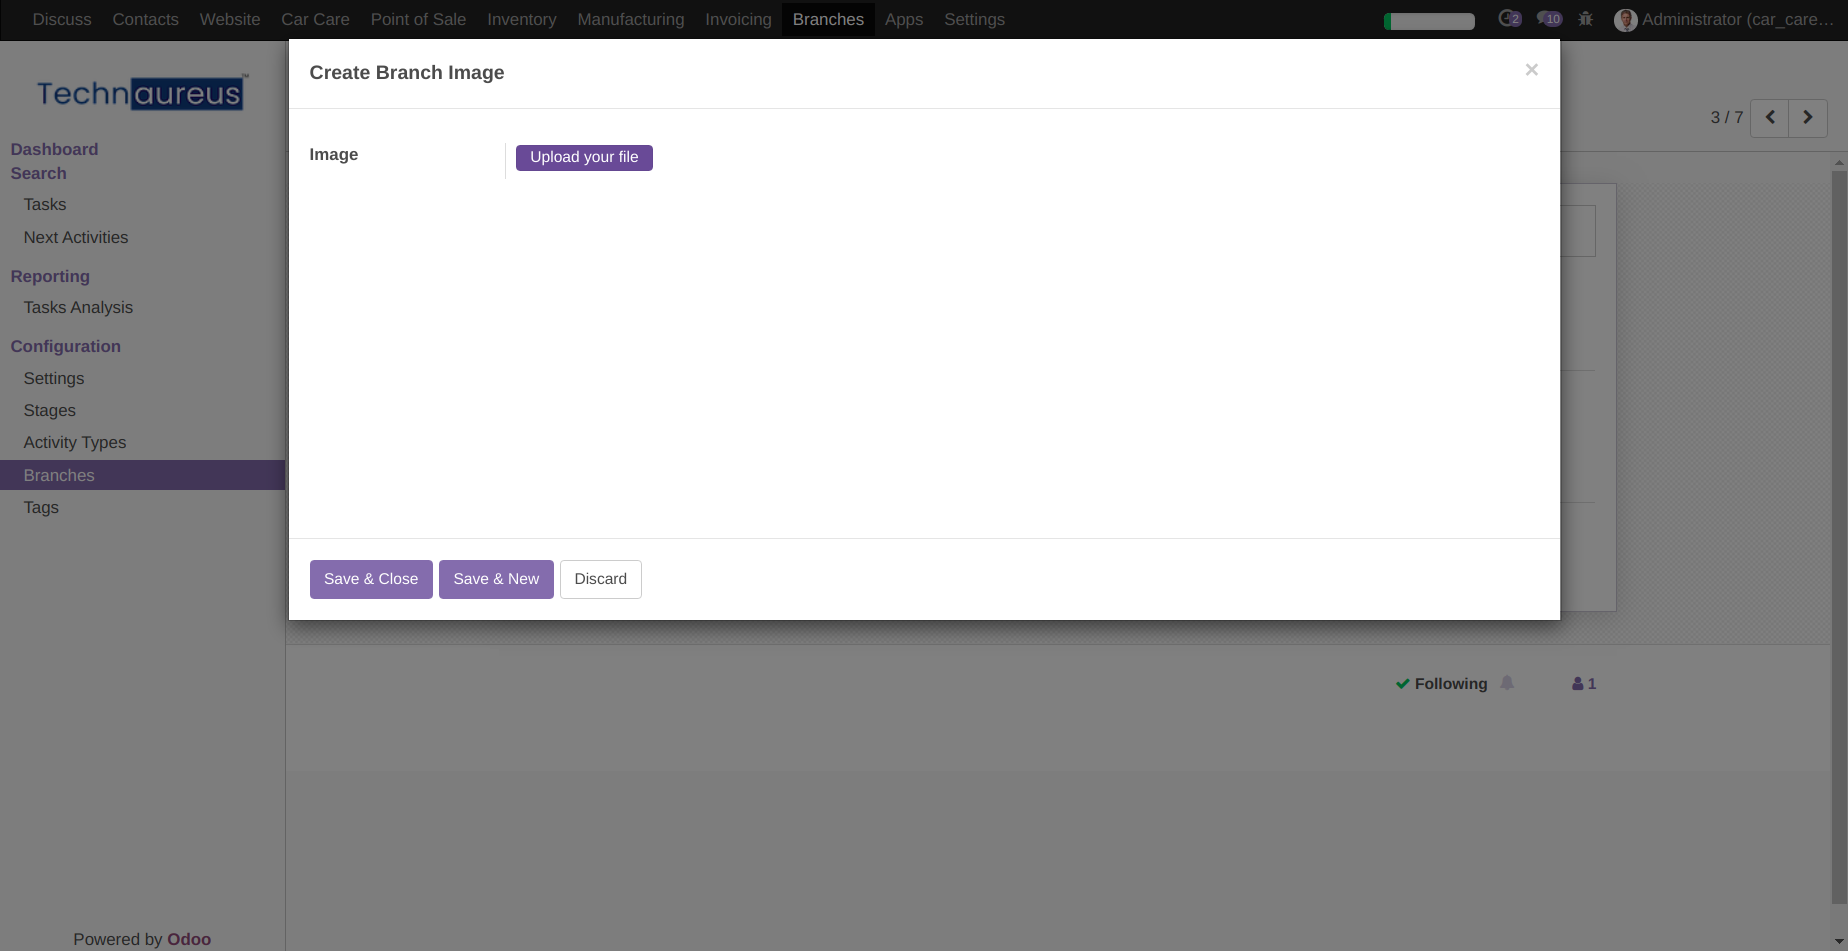 Discuss Contacts Website Car Care Point of Sale Inventory Manufacturing Invoicing Branches Apps Settings 2 10 Administrator (car_care...
Technaureus™
Create Branch Image ×
3 / 7
Dashboard
Search
Tasks
Next Activities
Reporting
Tasks Analysis
Configuration
Settings
Stages
Activity Types
Branches
Tags
Image Upload your file
Save & Close Save & New Discard
Following 1
Powered by Odoo